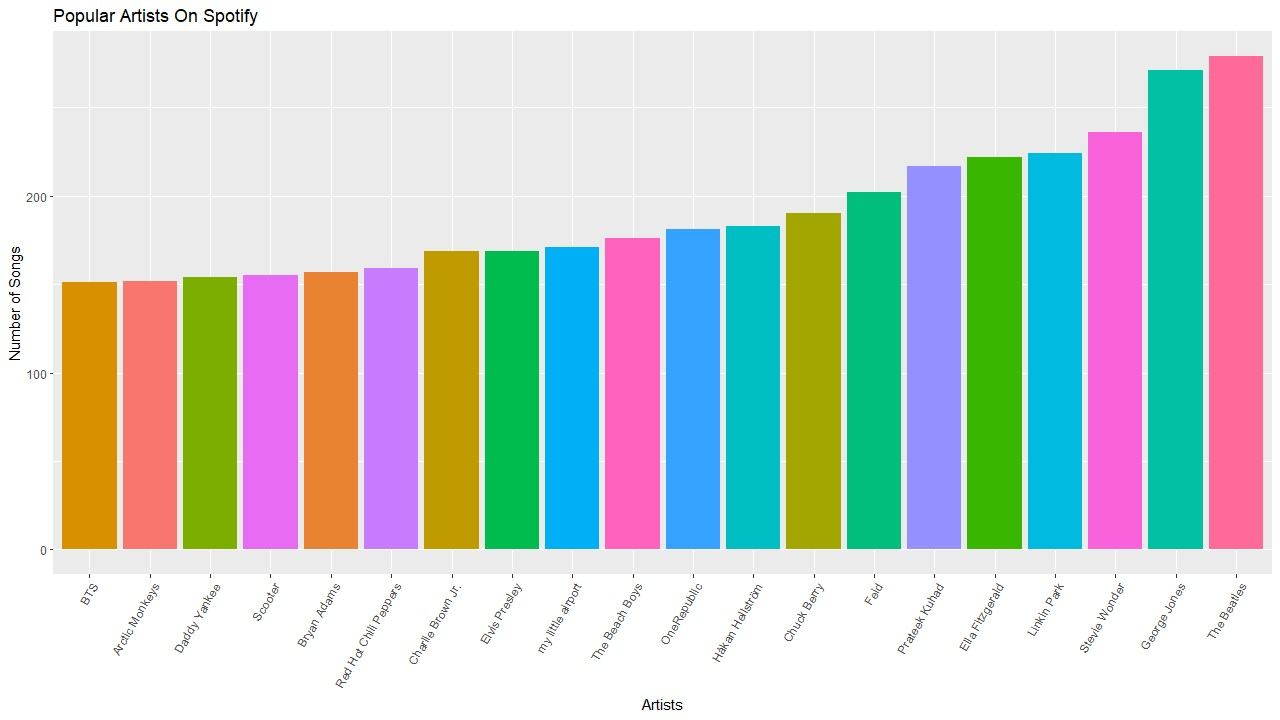 Popular Artists On Spotify
Number of Songs
200
100
0
BTS
Arctic Monkeys
Daddy Yankee
Scooter
Bryan Adams
Red Hot Chili Peppers
Charlie Brown Jr.
Elvis Presley
my little airport
The Beach Boys
OneRepublic
Håkan Hellström
Chuck Berry
Feid
Prateek Kuhad
Ella Fitzgerald
Linkin Park
Stevie Wonder
George Jones
The Beatles
Artists